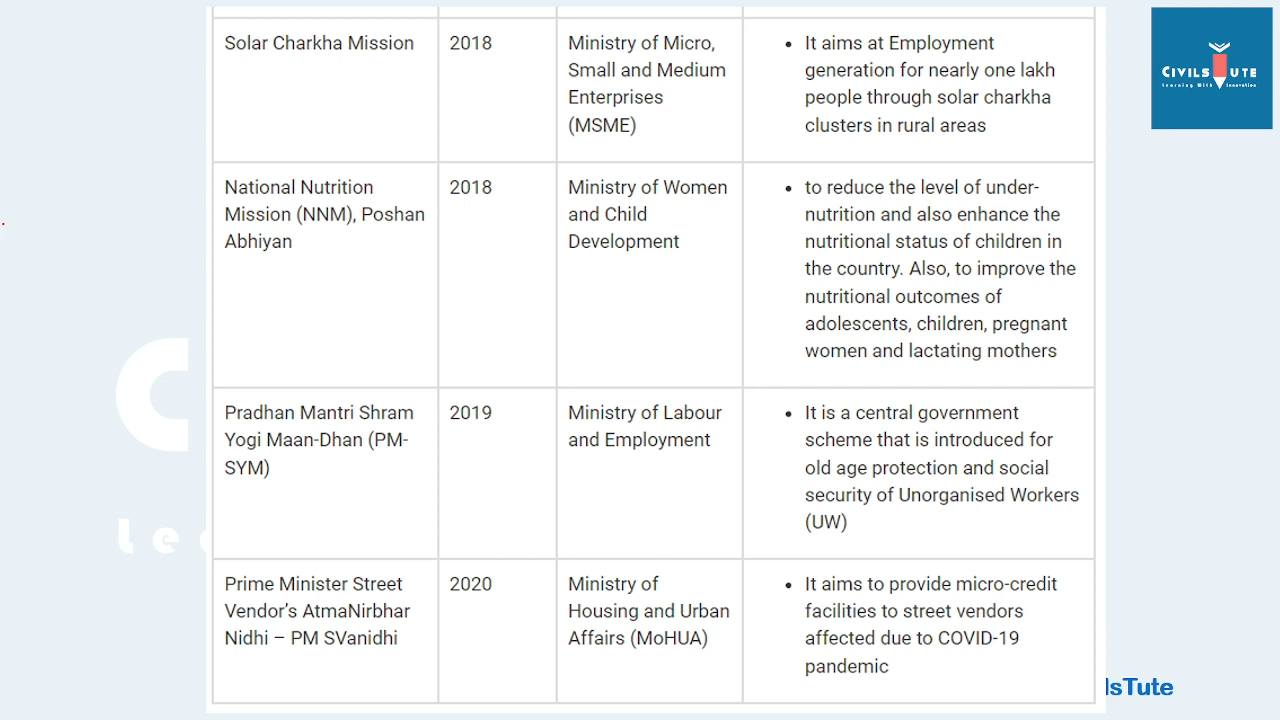 Solar Charkha Mission
2018
Ministry of Micro,
Small and Medium
Enterprises
(MSME)
• It aims at Employment
generation for nearly one lakh
people through solar charkha
clusters in rural areas
National Nutrition
Mission (NNM), Poshan
Abhiyan
2018
Ministry of Women
and Child
Development
• to reduce the level of under-
nutrition and also enhance the
nutritional status of children in
the country. Also, to improve the
nutritional outcomes of
adolescents, children, pregnant
women and lactating mothers
Pradhan Mantri Shram
Yogi Maan-Dhan (PM-
SYM)
2019
Ministry of Labour
and Employment
• It is a central government
scheme that is introduced for
old age protection and social
security of Unorganised Workers
(UW)
Prime Minister Street
Vendor’s AtmaNirbhar
Nidhi – PM SVanidhi
2020
Ministry of
Housing and Urban
Affairs (MoHUA)
• It aims to provide micro-credit
facilities to street vendors
affected due to COVID-19
pandemic
CIVILS TUTE
Learning With Innovation
C
Le
lsTute